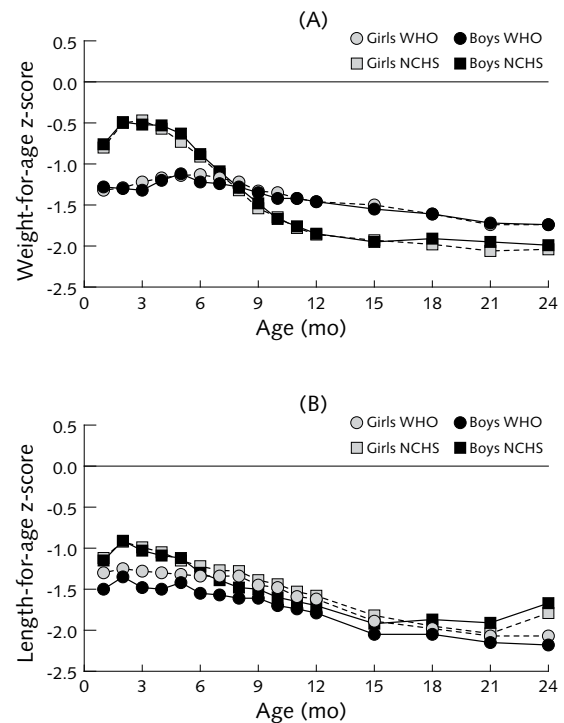 (A)
Girls WHO Boys WHO
Girls NCHS Boys NCHS
Weight-for-age z-score
0.5
0.0
-0.5
-1.0
-1.5
-2.0
-2.5
0 3 6 9 12 15 18 21 24
Age (mo)
(B)
Girls WHO Boys WHO
Girls NCHS Boys NCHS
Length-for-age z-score
0.5
0.0
-0.5
-1.0
-1.5
-2.0
-2.5
0 3 6 9 12 15 18 21 24
Age (mo)